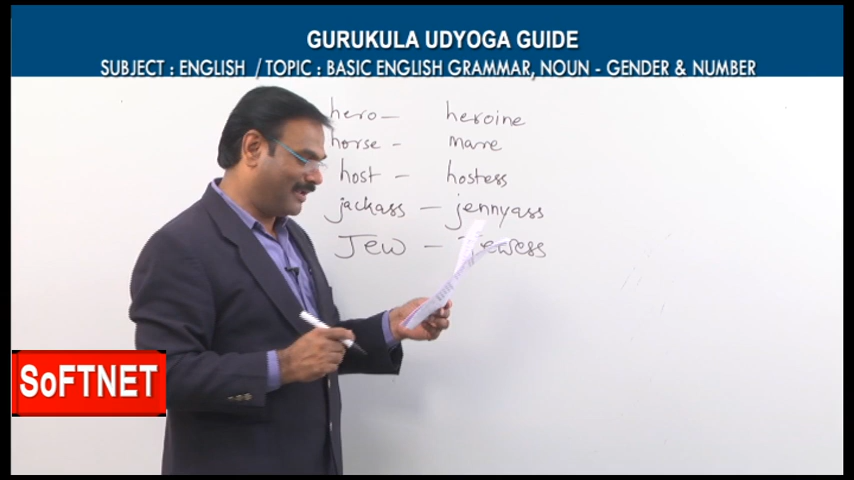 GURUKULA UDYOGA GUIDE
SUBJECT : ENGLISH / TOPIC : BASIC ENGLISH GRAMMAR, NOUN - GENDER & NUMBER
hero - heroine
horse - mare
host - hostess
jackass - jennyass
Jew - Jewess
SoFTNET